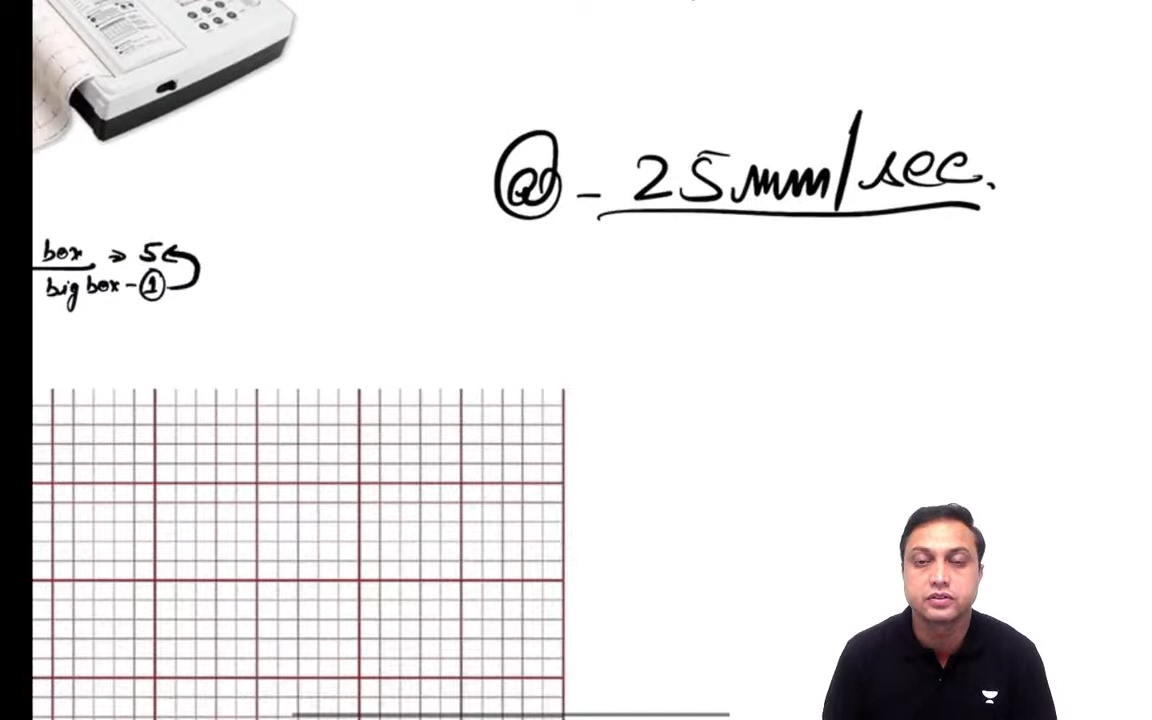 @ - 25mm/sec.
box => 5
big box - 1